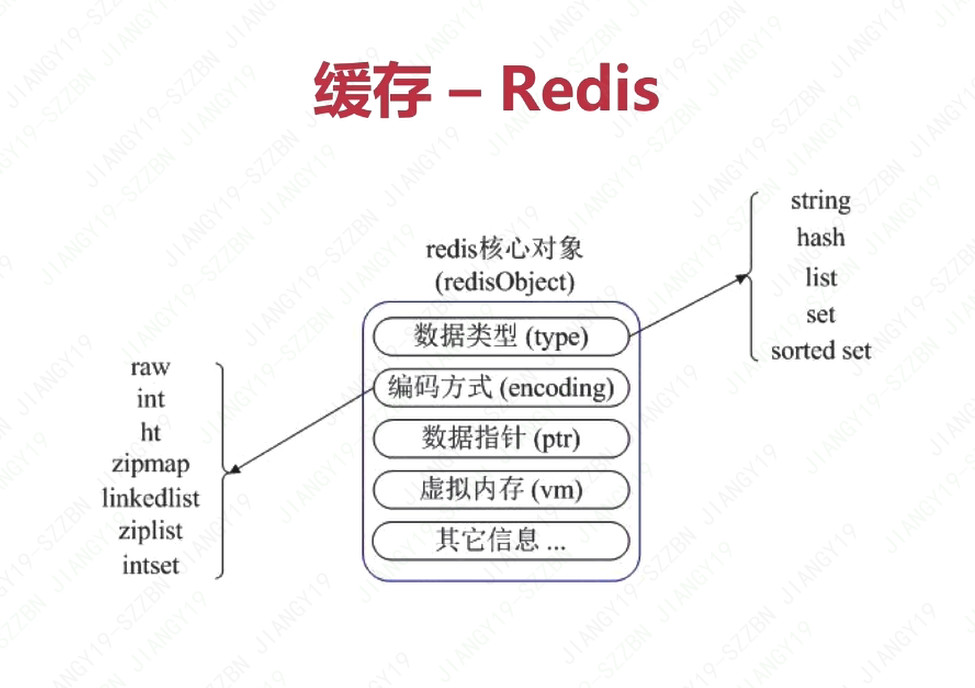 缓存 – Redis
redis核心对象
(redisObject)
数据类型 (type)
编码方式 (encoding)
数据指针 (ptr)
虚拟内存 (vm)
其它信息 ...
string
hash
list
set
sorted set
raw
int
ht
zipmap
linkedlist
ziplist
intset
JIANGY19-SZZBN